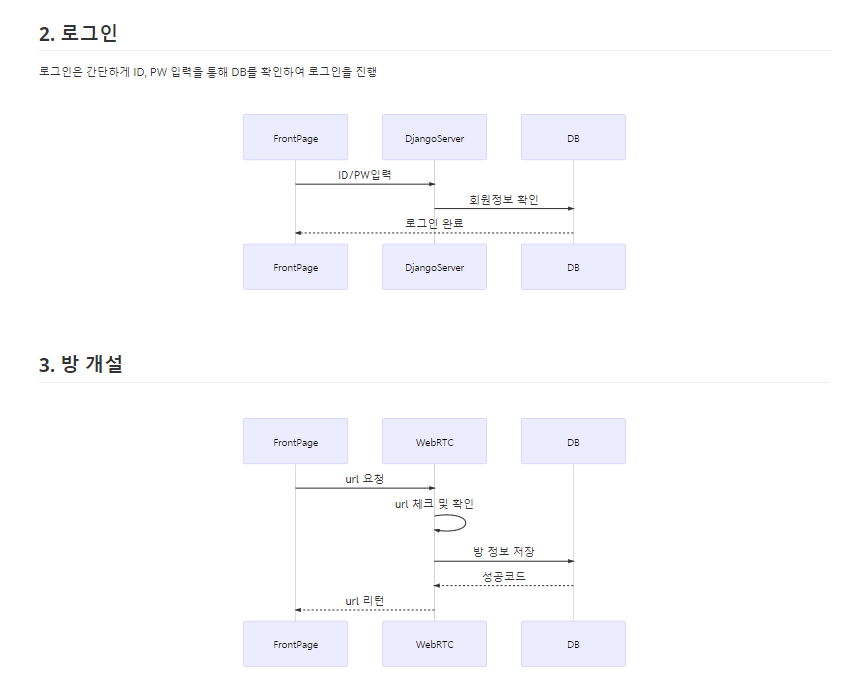 2. 로그인
로그인은 간단하게 ID, PW 입력을 통해 DB를 확인하여 로그인을 진행
FrontPage DjangoServer DB
ID/PW입력
회원정보 확인
로그인 완료
FrontPage DjangoServer DB
3. 방 개설
FrontPage WebRTC DB
url 요청
url 체크 및 확인
방 정보 저장
성공코드
url 리턴
FrontPage WebRTC DB